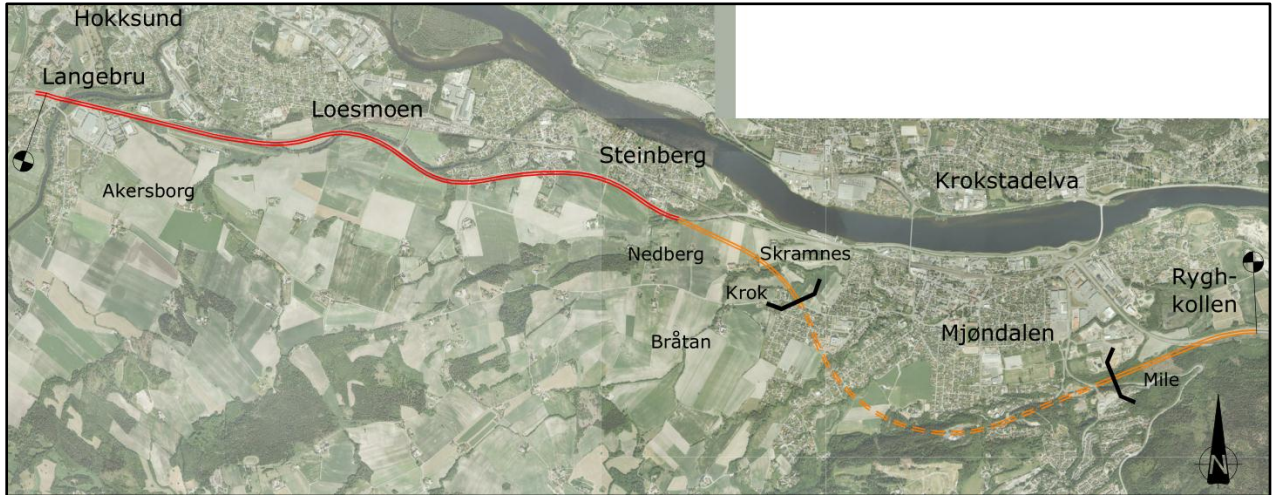 Hokksund
Langebru
Loesmoen
Akersborg
Steinberg
Krokstadelva
Nedberg
Skramnes
Krok
Rygh-
kollen
Bråtan
Mjøndalen
Mile
N